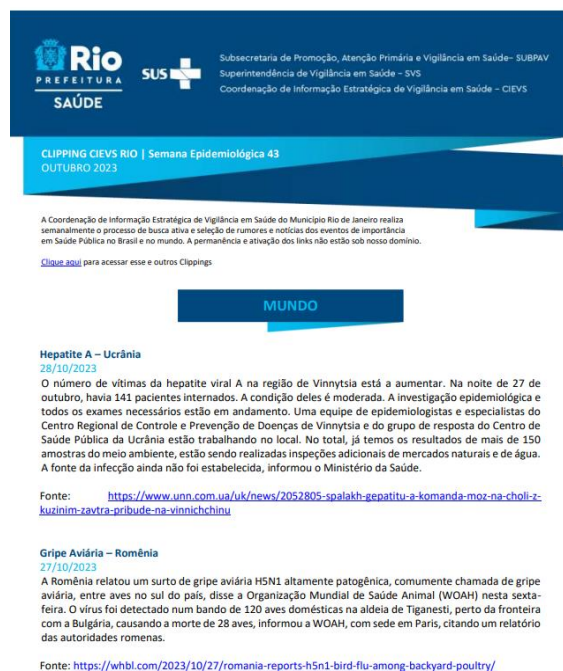 Rio
PREFEITURA
SAÚDE
SUS
Subsecretaria de Promoção, Atenção Primária e Vigilância em Saúde– SUBPAV
Superintendência de Vigilância em Saúde – SVS
Coordenação de Informação Estratégica de Vigilância em Saúde – CIEVS
CLIPPING CIEVS RIO | Semana Epidemiológica 43
OUTUBRO 2023
A Coordenação de Informação Estratégica de Vigilância em Saúde do Município Rio de Janeiro realiza
semanalmente o processo de busca ativa e seleção de rumores e notícias dos eventos de importância
em Saúde Pública no Brasil e no mundo. A permanência e ativação dos links não estão sob nosso domínio.
Clique aqui para acessar esse e outros Clippings
MUNDO
Hepatite A – Ucrânia
28/10/2023
O número de vítimas da hepatite viral A na região de Vinnytsia está a aumentar. Na noite de 27 de
outubro, havia 141 pacientes internados. A condição deles é moderada. A investigação epidemiológica e
todos os exames necessários estão em andamento. Uma equipe de epidemiologistas e especialistas do
Centro Regional de Controle e Prevenção de Doenças de Vinnytsia e do grupo de resposta do Centro de
Saúde Pública da Ucrânia estão trabalhando no local. No total, já temos os resultados de mais de 150
amostras do meio ambiente, estão sendo realizadas inspeções adicionais de mercados naturais e de água.
A fonte da infecção ainda não foi estabelecida, informou o Ministério da Saúde.
Fonte: https://www.unn.com.ua/uk/news/2052805-spalakh-gepatitu-a-komanda-moz-na-choli-z-
kuzinim-zavtra-pribude-na-vinnichchinu
Gripe Aviária – Romênia
27/10/2023
A Romênia relatou um surto de gripe aviária H5N1 altamente patogênica, comumente chamada de gripe
aviária, entre aves no sul do país, disse a Organização Mundial de Saúde Animal (WOAH) nesta sexta-
feira. O vírus foi detectado num bando de 120 aves domésticas na aldeia de Tiganesti, perto da fronteira
com a Bulgária, causando a morte de 28 aves, informou a WOAH, com sede em Paris, citando um relatório
das autoridades romenas.
Fonte: https://whbl.com/2023/10/27/romania-reports-h5n1-bird-flu-among-backyard-poultry/